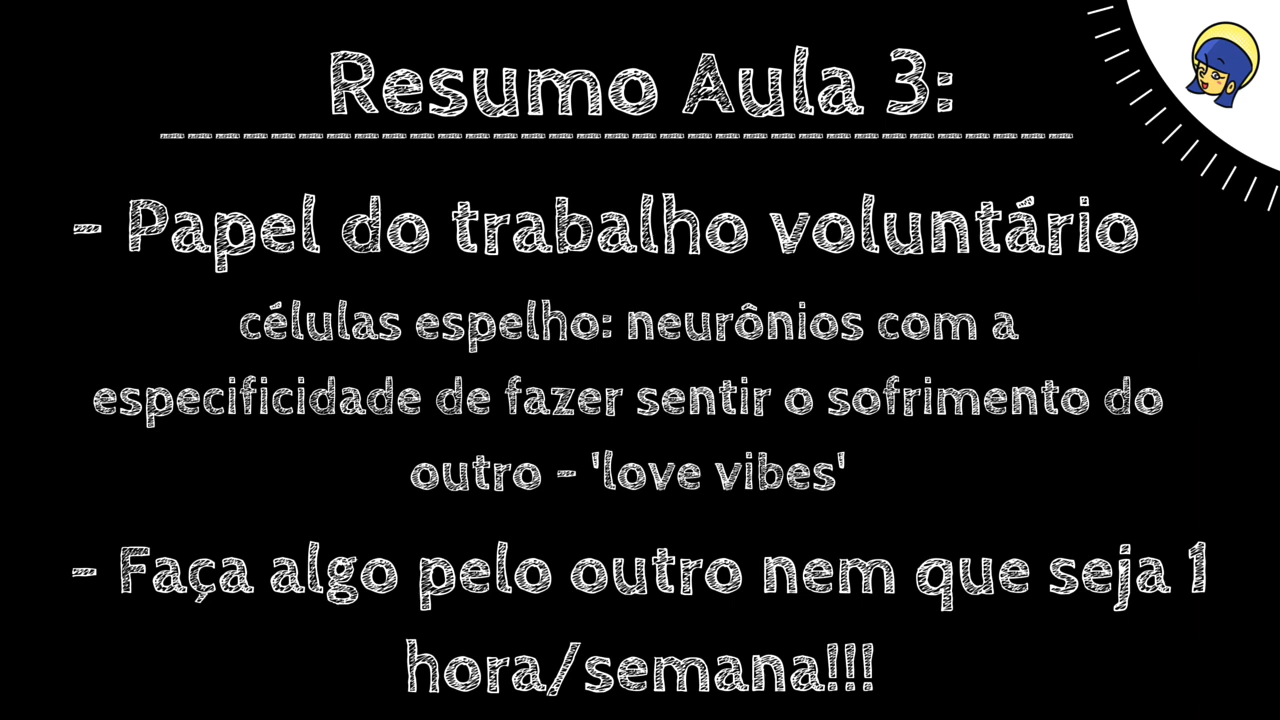 Resumo Aula 3:
- Papel do trabalho voluntário
células espelho: neurônios com a
especificidade de fazer sentir o sofrimento do
outro - 'love vibes'
- Faça algo pelo outro nem que seja 1
hora/semana!!!